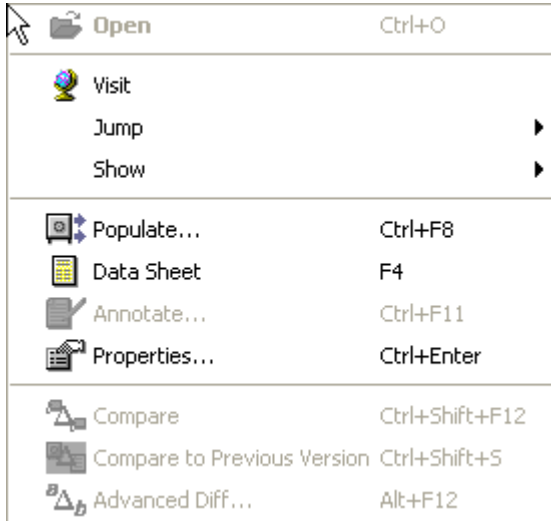 Open Ctrl+O
Visit
Jump
Show
Populate... Ctrl+F8
Data Sheet F4
Annotate... Ctrl+F11
Properties... Ctrl+Enter
Compare Ctrl+Shift+F12
Compare to Previous Version Ctrl+Shift+S
Advanced Diff... Alt+F12